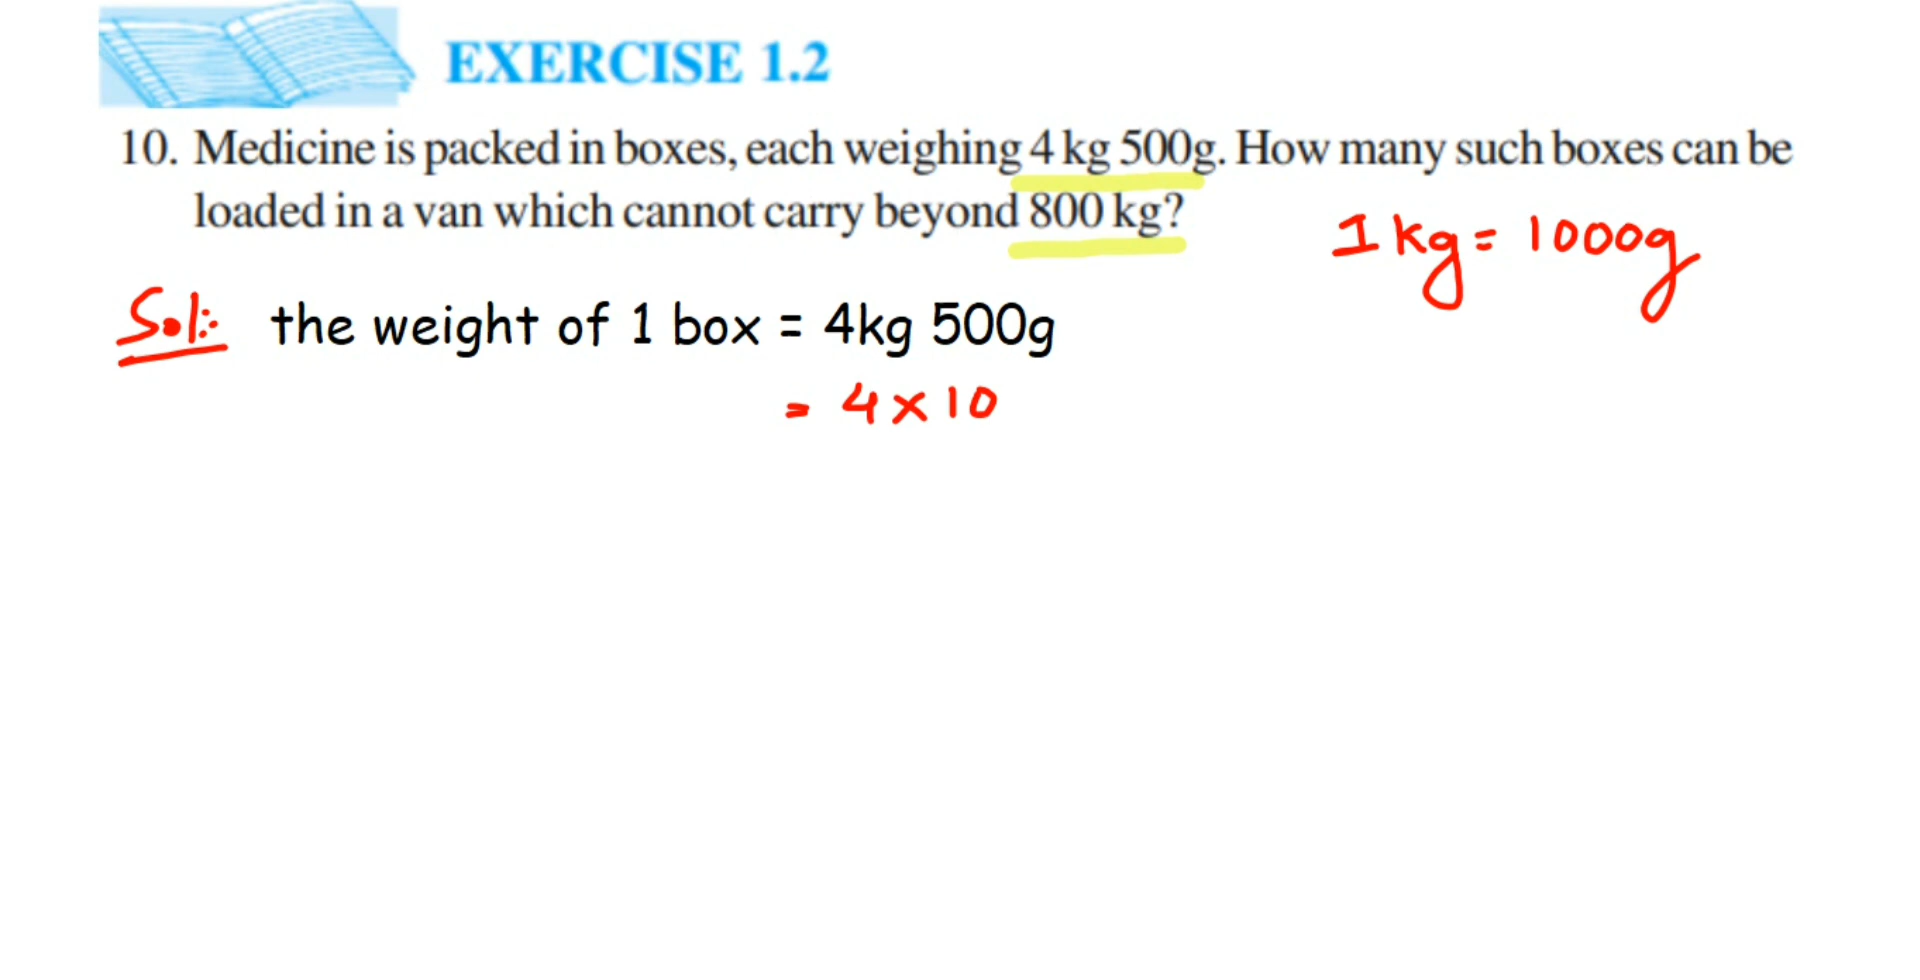 EXERCISE 1.2
10. Medicine is packed in boxes, each weighing 4 kg 500g. How many such boxes can be
loaded in a van which cannot carry beyond 800 kg?
1kg = 1000g
Sol:- the weight of 1 box = 4kg 500g
= 4 × 10